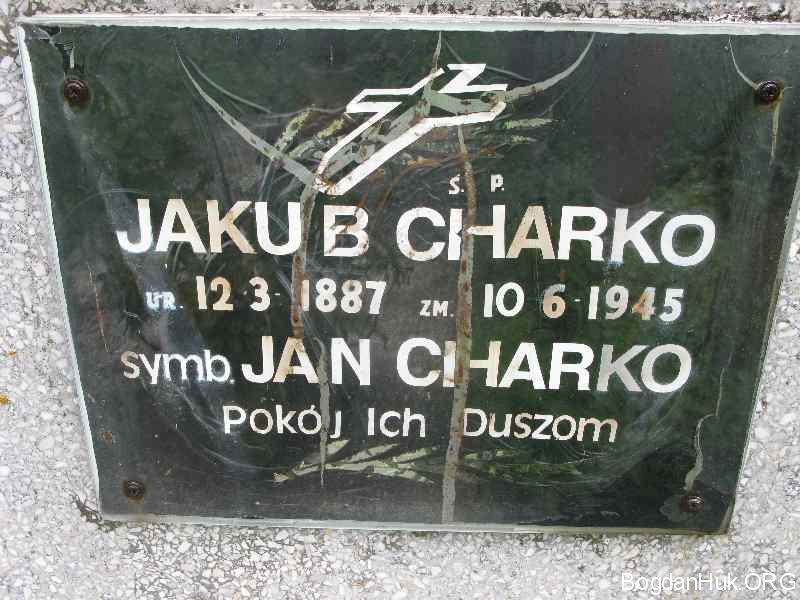 Ś. P.
JAKUB CHARKO
UR. 12 3 - 1887 ZM. 10 6 - 1945
symb. JAN CHARKO
POKÓJ ICH DUSZOM
BogdanHuk.ORG